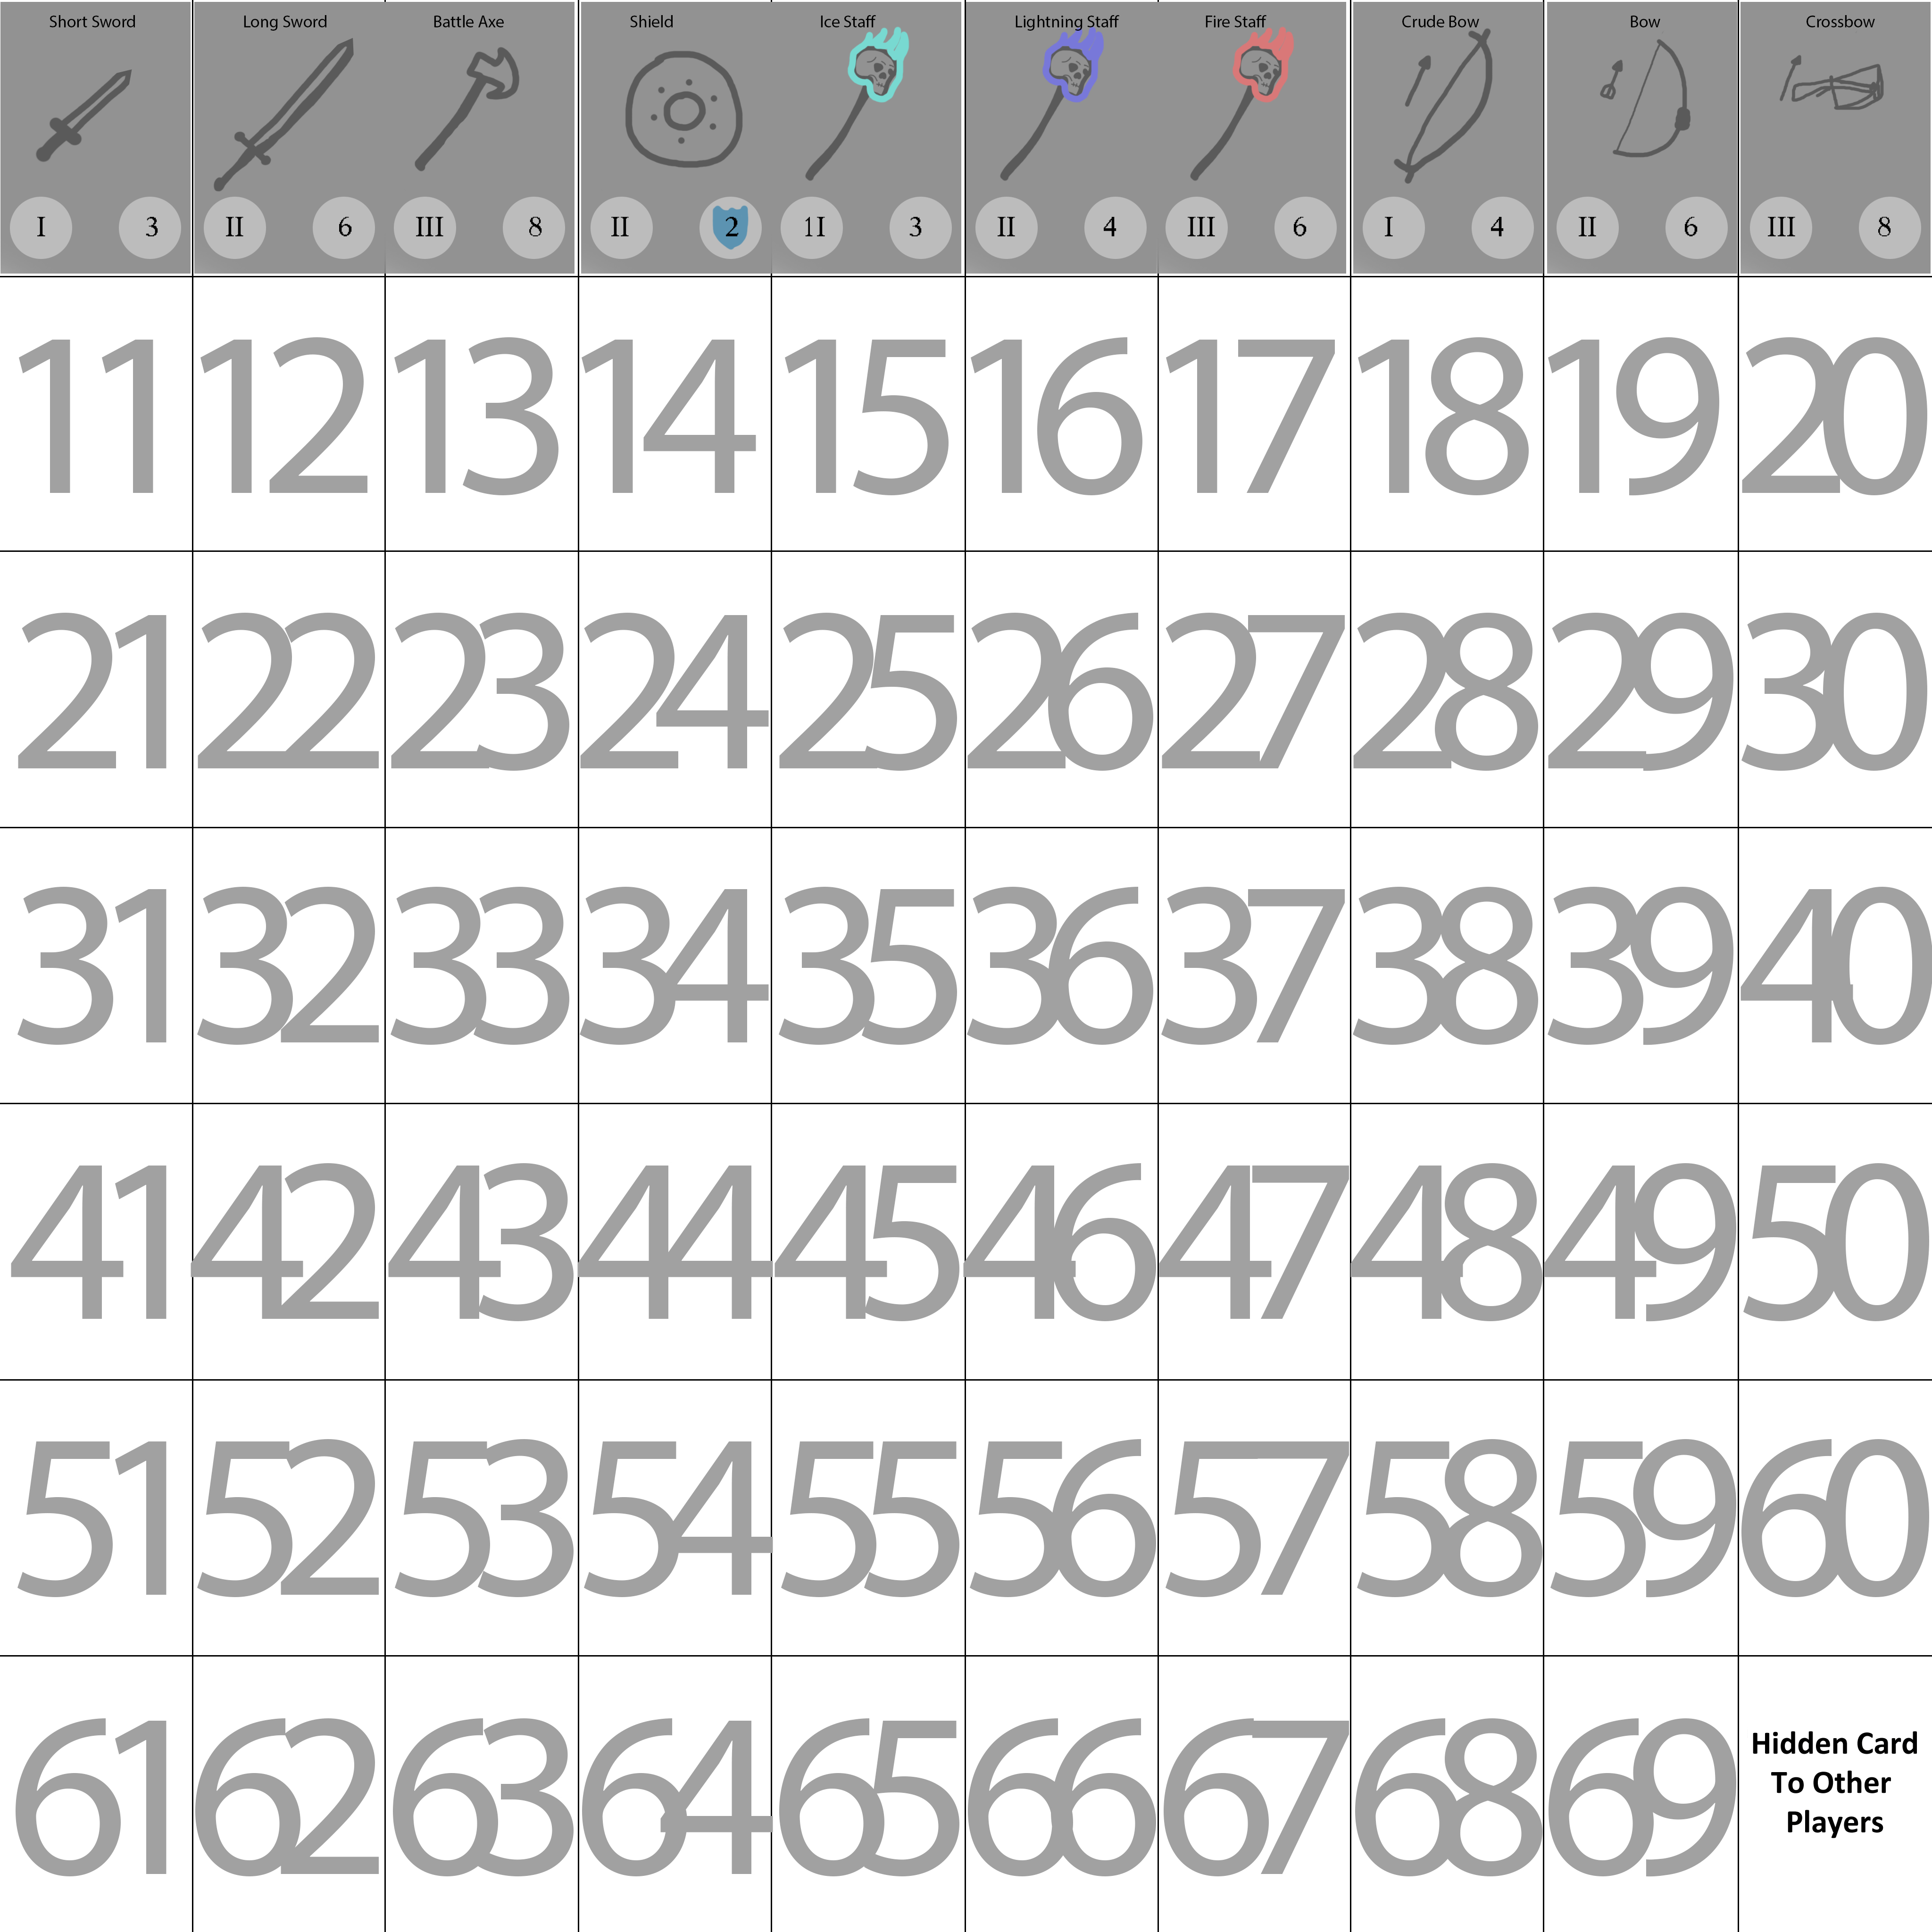 Short Sword Long Sword Battle Axe Shield Ice Staff Lightning Staff Fire Staff Crude Bow Bow Crossbow
I 3 II 6 III 8 II 2 1I 3 II 4 III 6 I 4 II 6 III 8
11 12 13 14 15 16 17 18 19 20
21 22 23 24 25 26 27 28 29 30
31 32 33 34 35 36 37 38 39 40
41 42 43 44 45 46 47 48 49 50
51 52 53 54 55 56 57 58 59 60
61 62 63 64 65 66 67 68 69
Hidden Card
To Other
Players